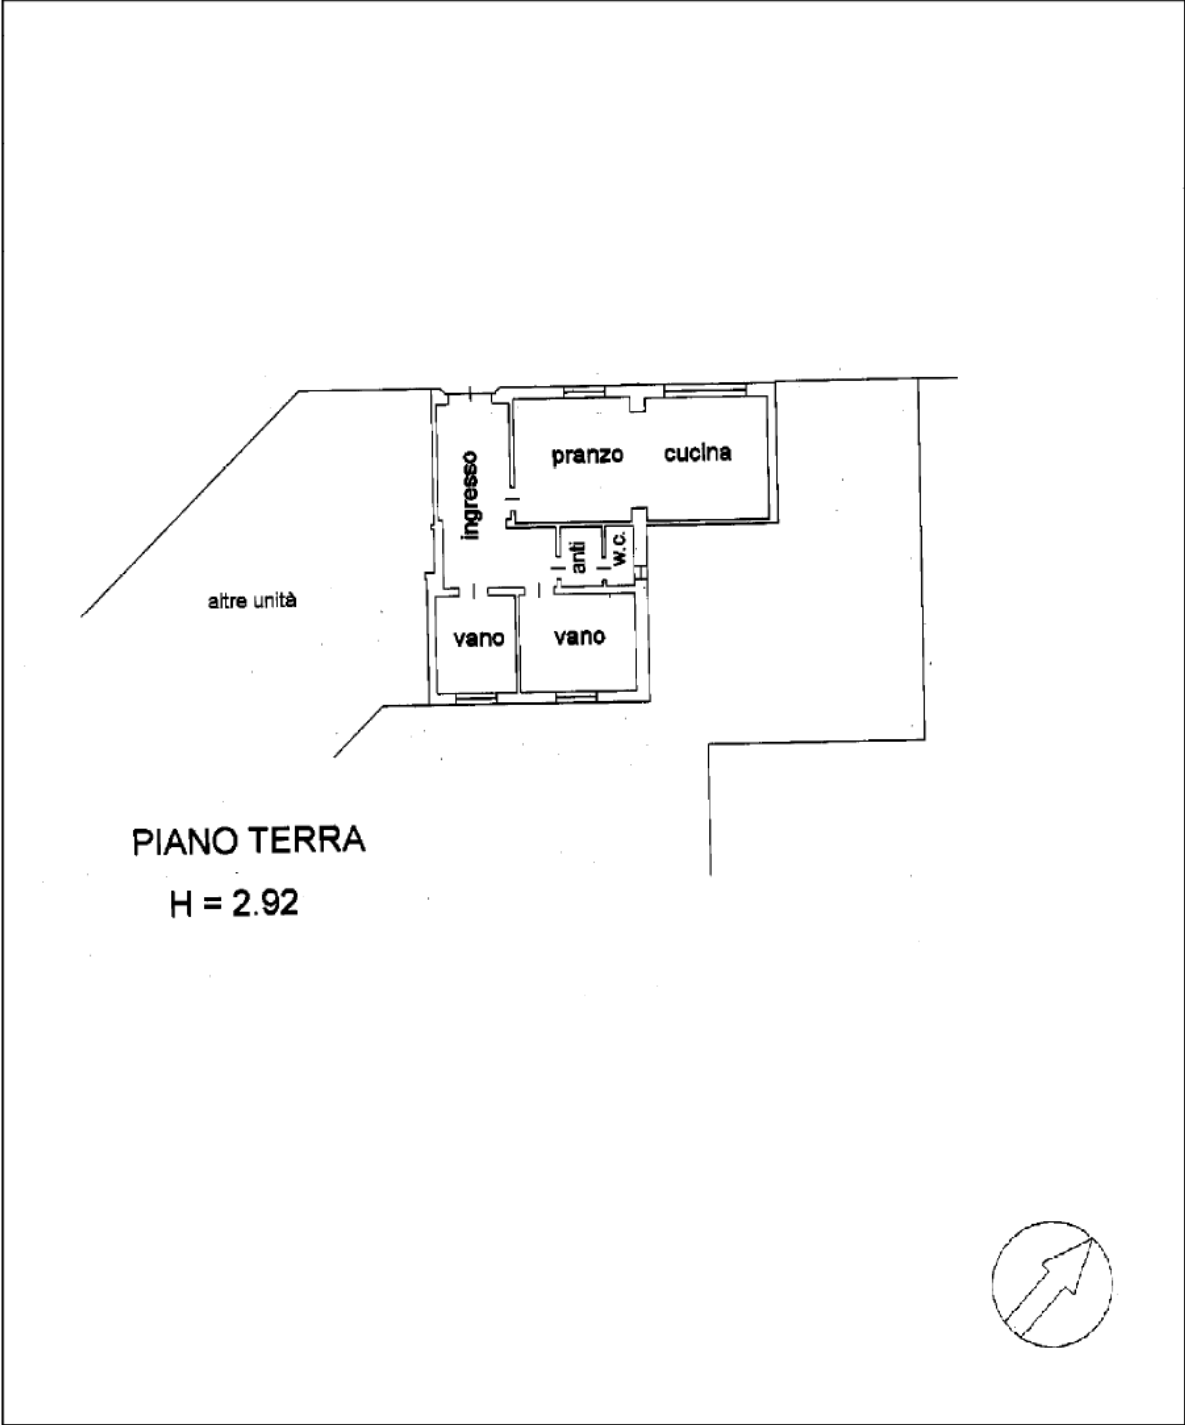 pranzo
cucina
ingresso
anti
w.c.
altre unità
vano
vano
PIANO TERRA
H = 2.92